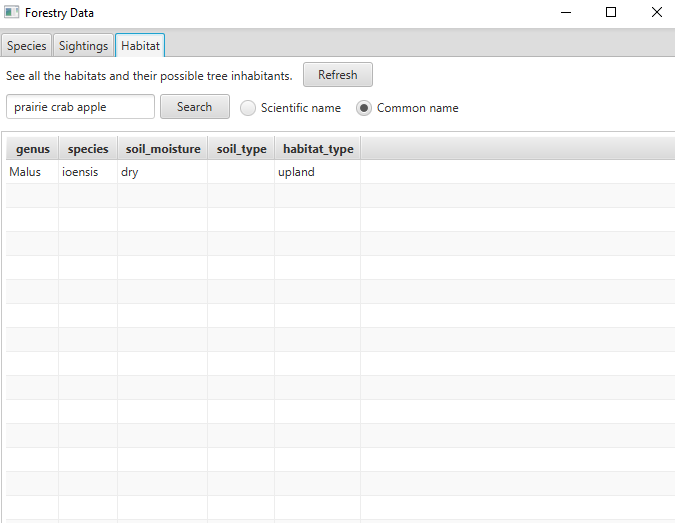 Forestry Data
Species Sightings Habitat
See all the habitats and their possible tree inhabitants. Refresh
prairie crab apple Search Scientific name Common name
genus species soil_moisture soil_type habitat_type
Malus ioensis dry upland